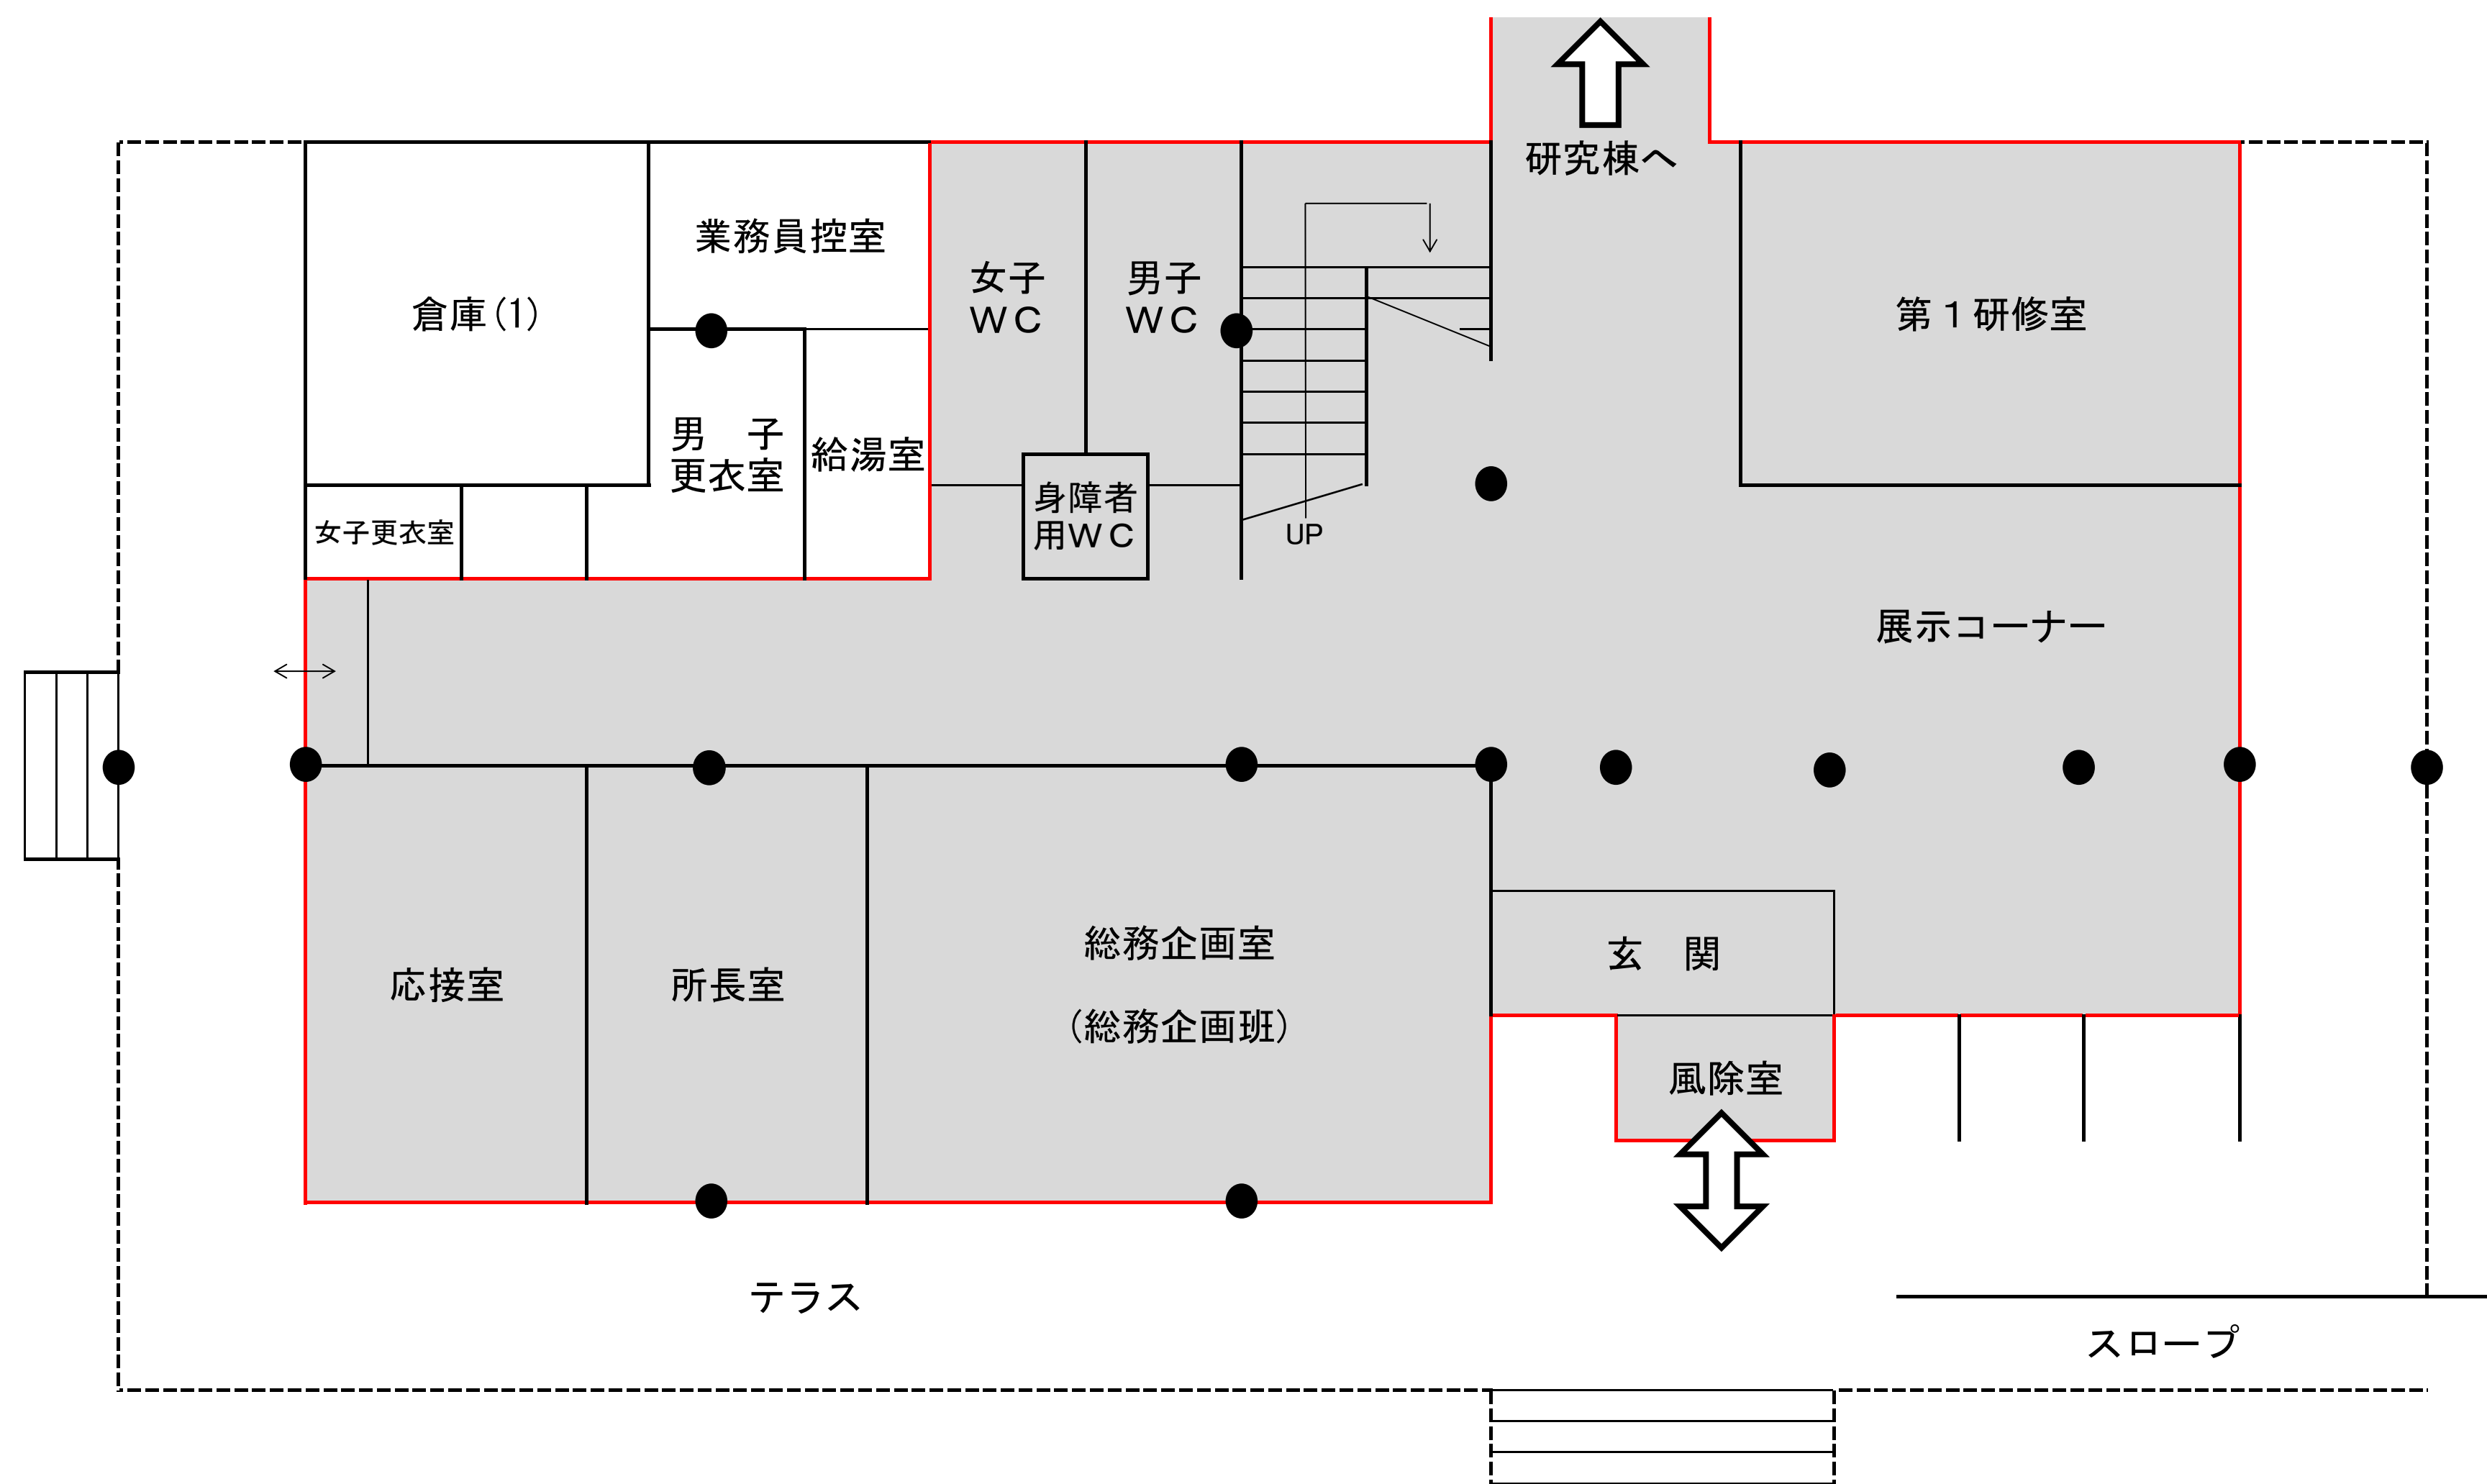 研究棟へ
業務員控室
倉庫(1)
女子
ＷＣ
男子
ＷＣ
第１研修室
男　子
更衣室
給湯室
身障者
用ＷＣ
女子更衣室
UP
展示コーナー
応接室
所長室
総務企画室
（総務企画班）
玄　関
風除室
テラス
スロープ